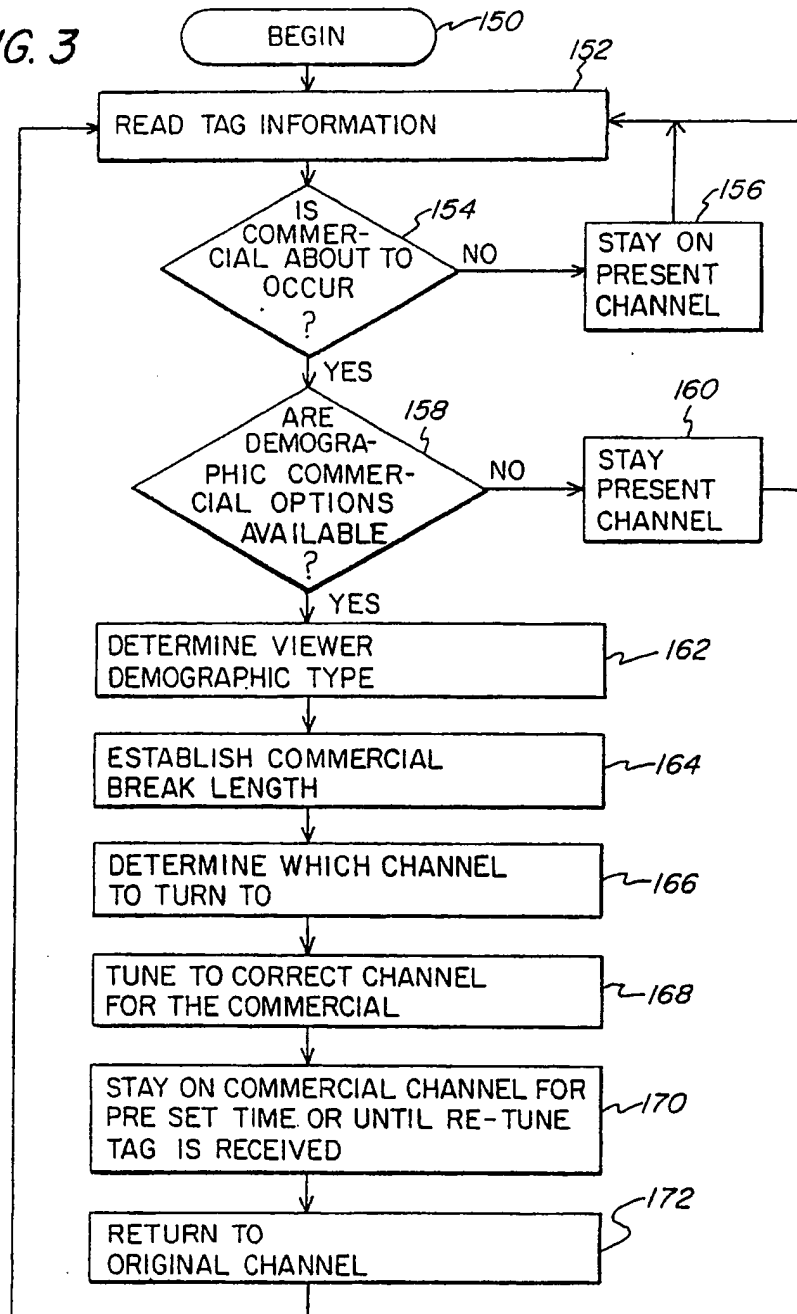 FIG. 3
BEGIN
150
152
READ TAG INFORMATION
IS
COMMER-
CIAL ABOUT TO
OCCUR
?
154
NO
156
STAY ON
PRESENT
CHANNEL
YES
ARE
DEMOGRA-
PHIC COMMER-
CIAL OPTIONS
AVAILABLE
?
158
NO
160
STAY
PRESENT
CHANNEL
YES
DETERMINE VIEWER
DEMOGRAPHIC TYPE
162
ESTABLISH COMMERCIAL
BREAK LENGTH
164
DETERMINE WHICH CHANNEL
TO TURN TO
166
TUNE TO CORRECT CHANNEL
FOR THE COMMERCIAL
168
STAY ON COMMERCIAL CHANNEL FOR
PRE SET TIME OR UNTIL RE-TUNE
TAG IS RECEIVED
170
RETURN TO
ORIGINAL CHANNEL
172